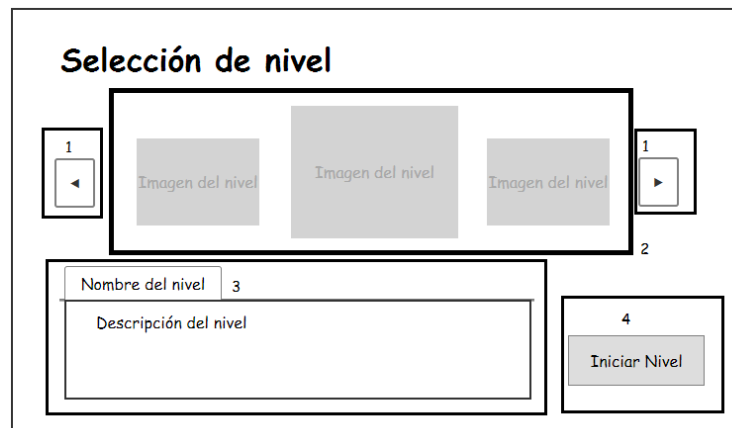 Selección de nivel
1
◄
Imagen del nivel
Imagen del nivel
Imagen del nivel
1
►
2
Nombre del nivel
3
Descripción del nivel
4
Iniciar Nivel